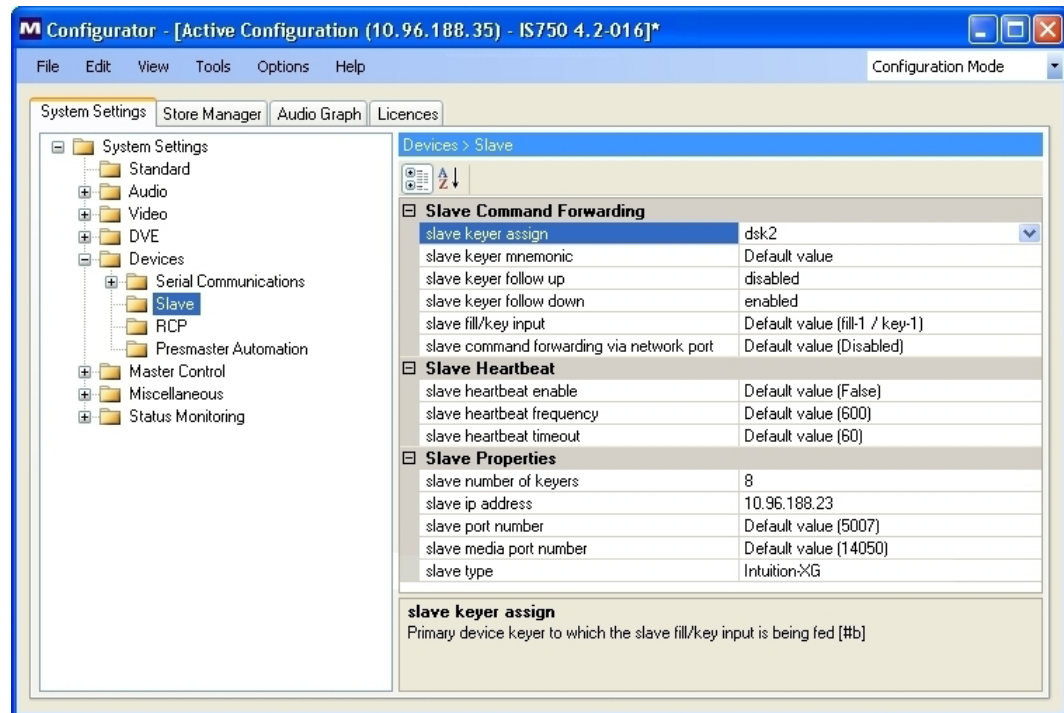 M Configurator - [Active Configuration (10.96.188.35) - IS750 4.2-016]*
File Edit View Tools Options Help Configuration Mode
System Settings Store Manager Audio Graph Licences
System Settings
Standard
Audio
Video
DVE
Devices
Serial Communications
Slave
RCP
Presmaster Automation
Master Control
Miscellaneous
Status Monitoring
Devices > Slave
A
Z
Slave Command Forwarding
slave keyer assign dsk2
slave keyer mnemonic Default value
slave keyer follow up disabled
slave keyer follow down enabled
slave fill/key input Default value (fill-1 / key-1)
slave command forwarding via network port Default value (Disabled)
Slave Heartbeat
slave heartbeat enable Default value (False)
slave heartbeat frequency Default value (600)
slave heartbeat timeout Default value (60)
Slave Properties
slave number of keyers 8
slave ip address 10.96.188.23
slave port number Default value (5007)
slave media port number Default value (14050)
slave type Intuition-XG
slave keyer assign
Primary device keyer to which the slave fill/key input is being fed [#b]